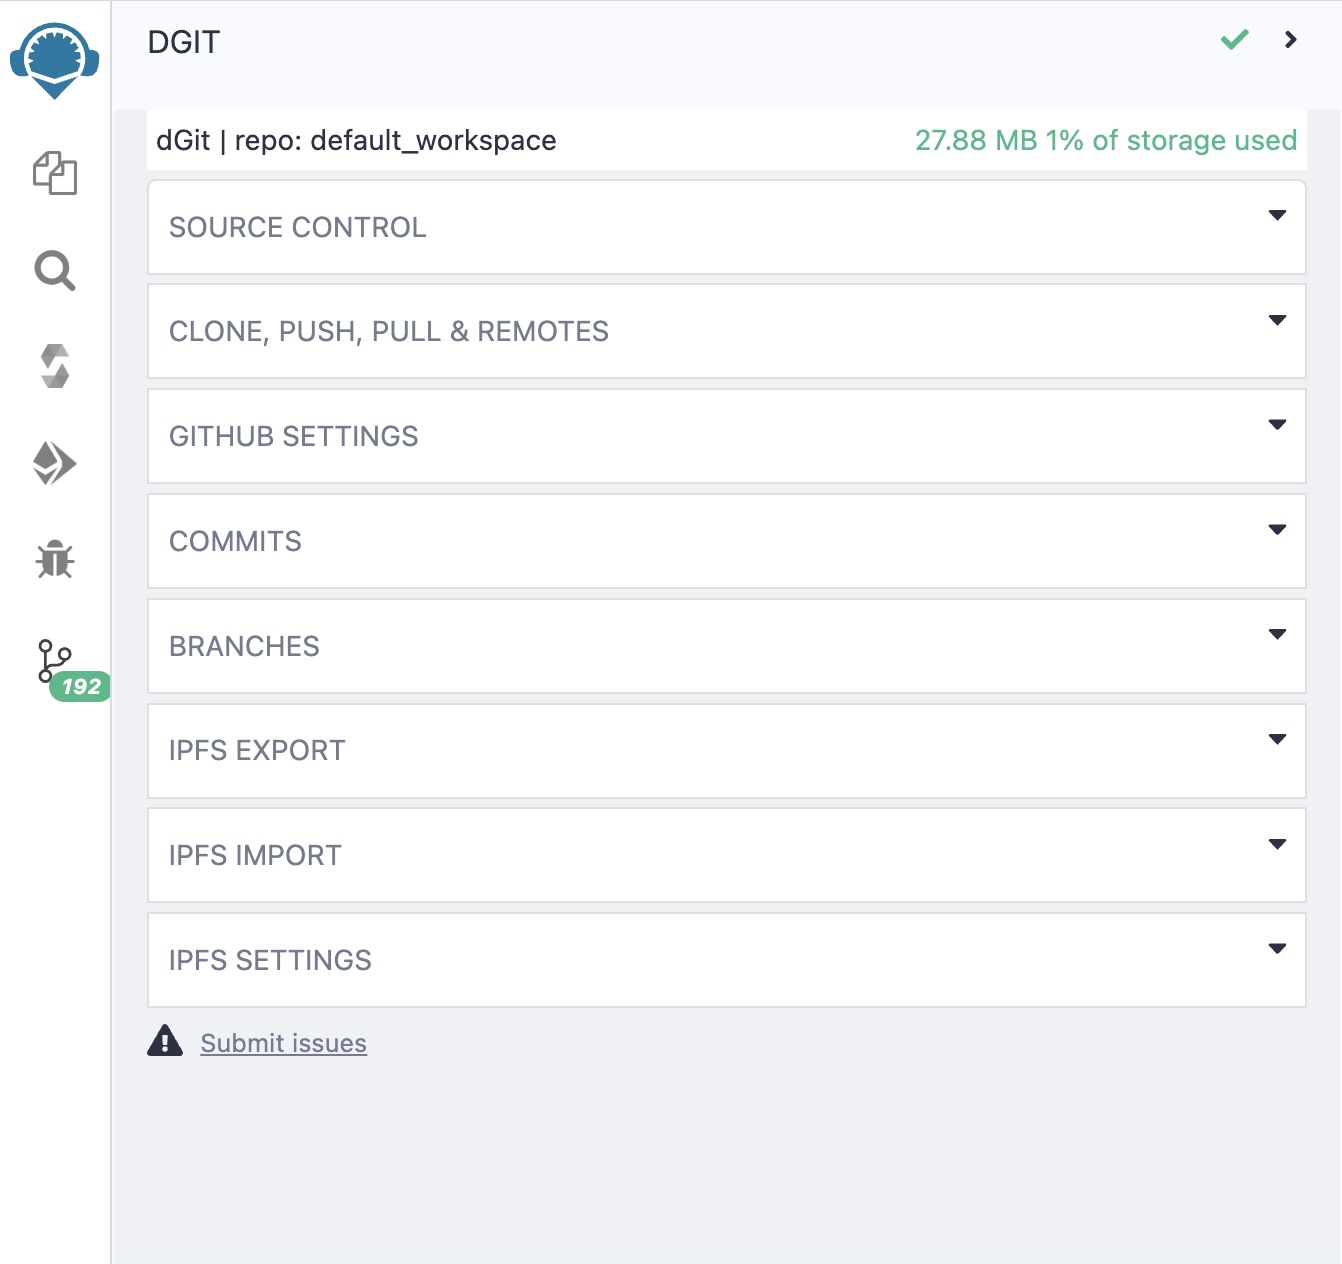 DGIT
dGit | repo: default_workspace
27.88 MB 1% of storage used
SOURCE CONTROL
CLONE, PUSH, PULL & REMOTES
GITHUB SETTINGS
COMMITS
BRANCHES
192
IPFS EXPORT
IPFS IMPORT
IPFS SETTINGS
Submit issues